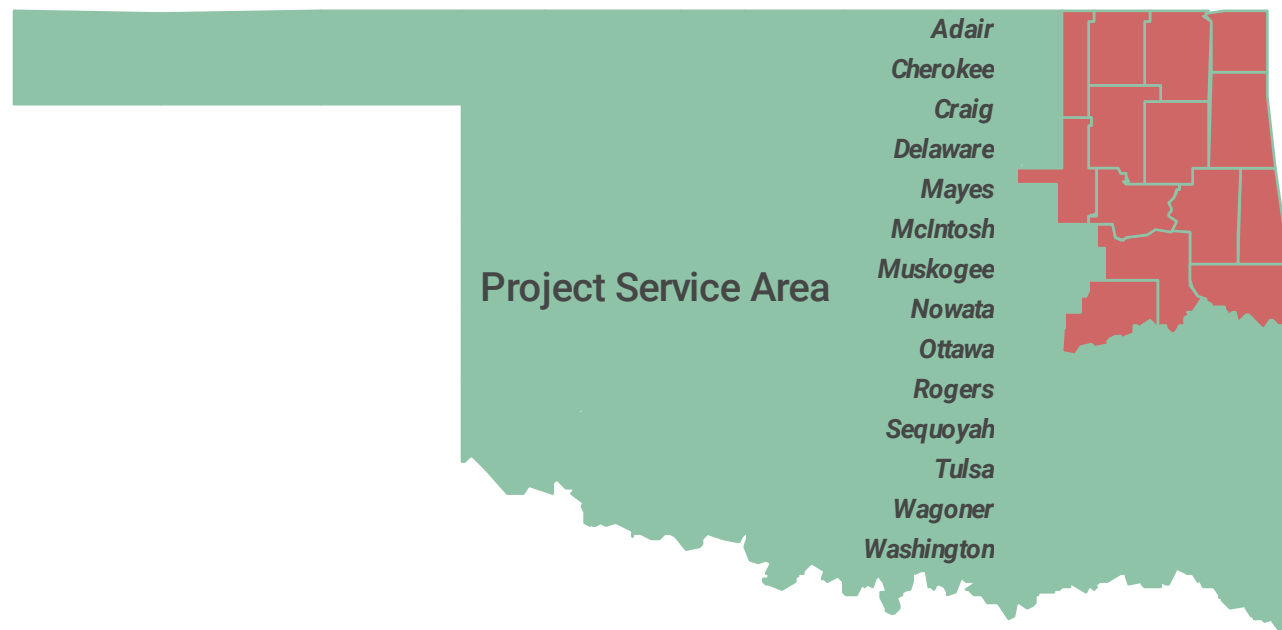 Project Service Area
Adair
Cherokee
Craig
Delaware
Mayes
McIntosh
Muskogee
Nowata
Ottawa
Rogers
Sequoyah
Tulsa
Wagoner
Washington